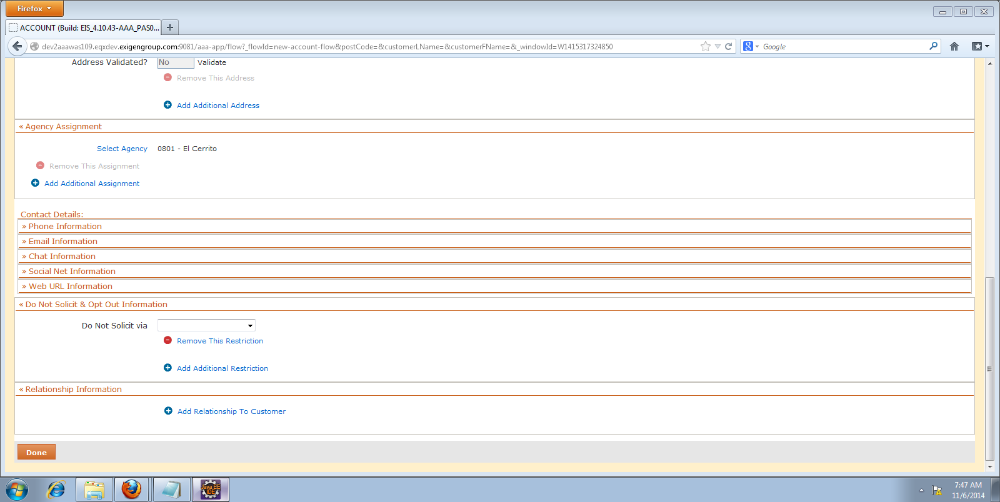 Firefox
ACCOUNT (Build: EIS_4.10.43-AAA_PAS0...
dev2aaawas109.eqxdev.exigengroup.com:9081/aaa-app/flow?_flowId=new-account-flow&postCode=&customerLName=&customerFName=&_windowId=W1415317324850
Google
Address Validated? No Validate
Remove This Address
Add Additional Address
« Agency Assignment
Select Agency 0801 - El Cerrito
Remove This Assignment
Add Additional Assignment
Contact Details:
» Phone Information
» Email Information
» Chat Information
» Social Net Information
» Web URL Information
« Do Not Solicit & Opt Out Information
Do Not Solicit via
Remove This Restriction
Add Additional Restriction
« Relationship Information
Add Relationship To Customer
Done
Java EE
IDE
7:47 AM
11/6/2014